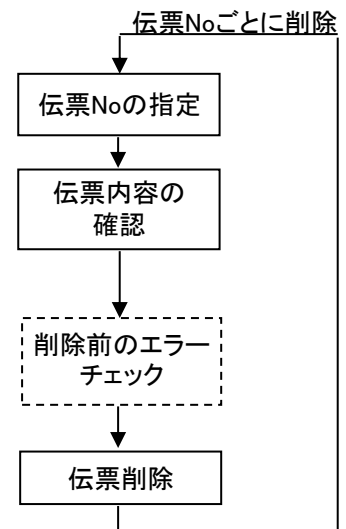 伝票Noごとに削除
伝票Noの指定
伝票内容の
確認
削除前のエラー
チェック
伝票削除